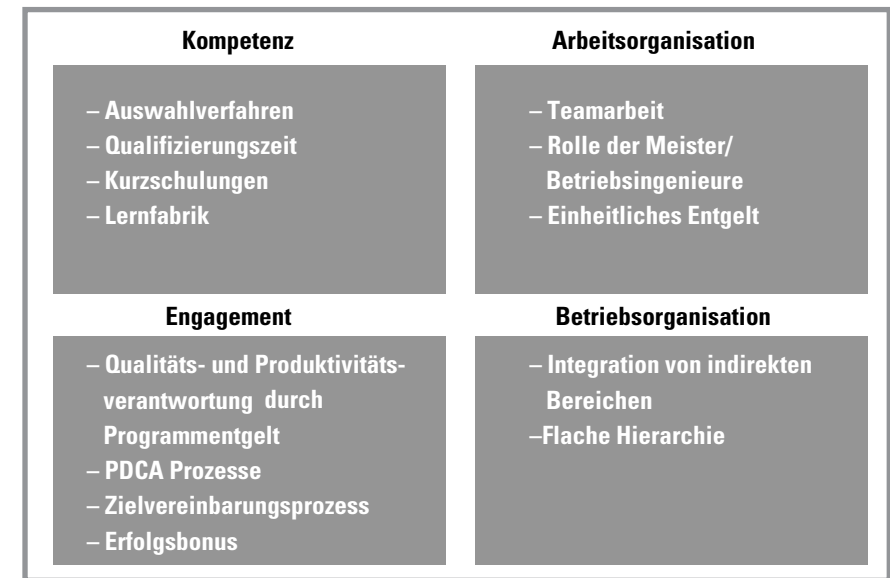 Kompetenz
– Auswahlverfahren
– Qualifizierungszeit
– Kurzschulungen
– Lernfabrik
Arbeitsorganisation
– Teamarbeit
– Rolle der Meister/
Betriebsingenieure
– Einheitliches Entgelt
Engagement
– Qualitäts- und Produktivitäts-
verantwortung durch
Programmentgelt
– PDCA Prozesse
– Zielvereinbarungsprozess
– Erfolgsbonus
Betriebsorganisation
– Integration von indirekten
Bereichen
–Flache Hierarchie